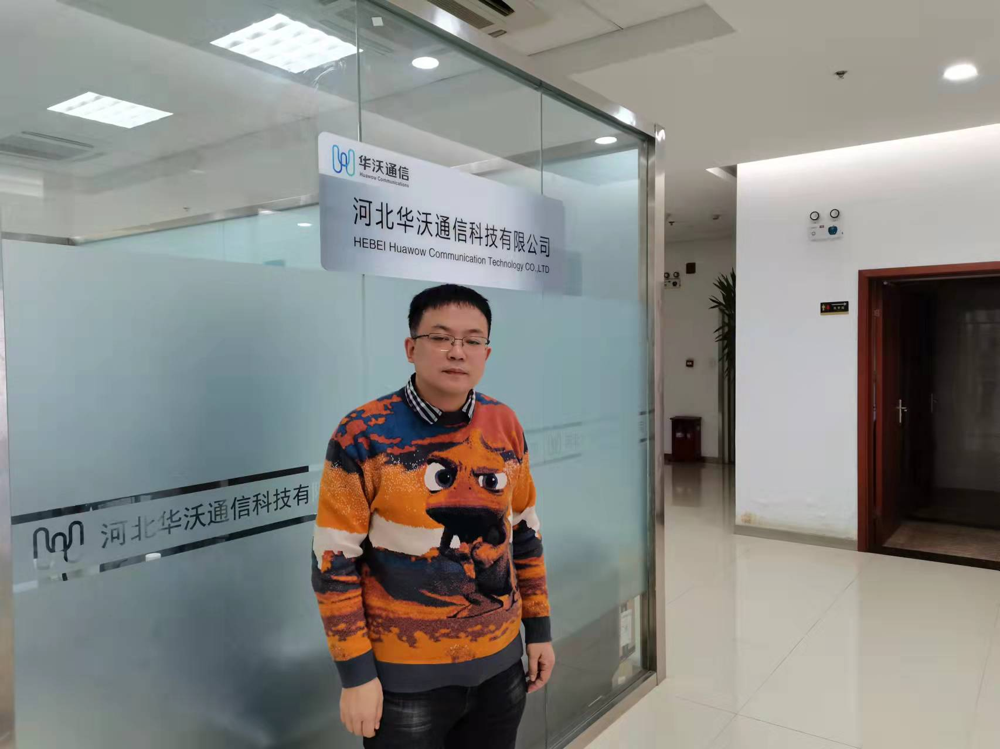 华沃通信
Huawow Communications
河北华沃通信科技有限公司
HEBEI Huawow Communication Technology CO.,LTD
河北华沃通信科技有